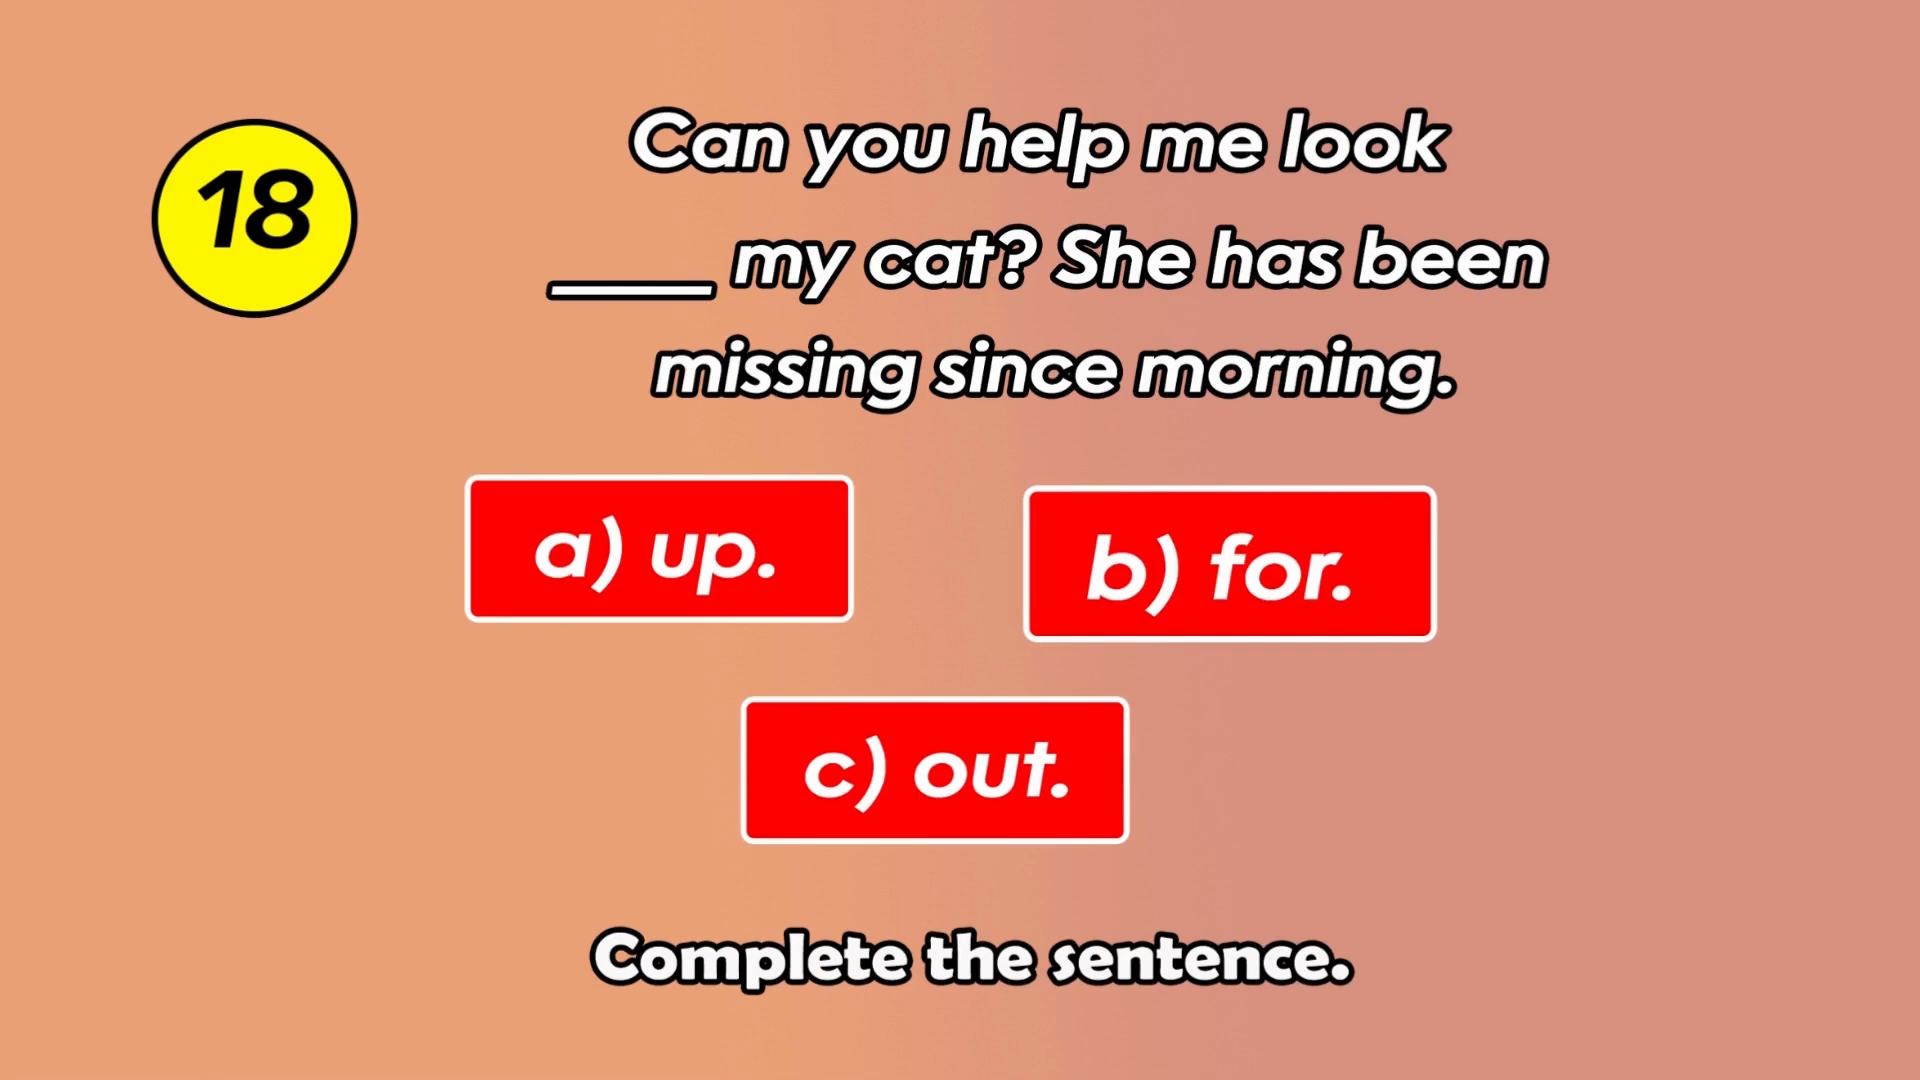 18
Can you help me look
____ my cat? She has been
missing since morning.
a) up.
b) for.
c) out.
Complete the sentence.